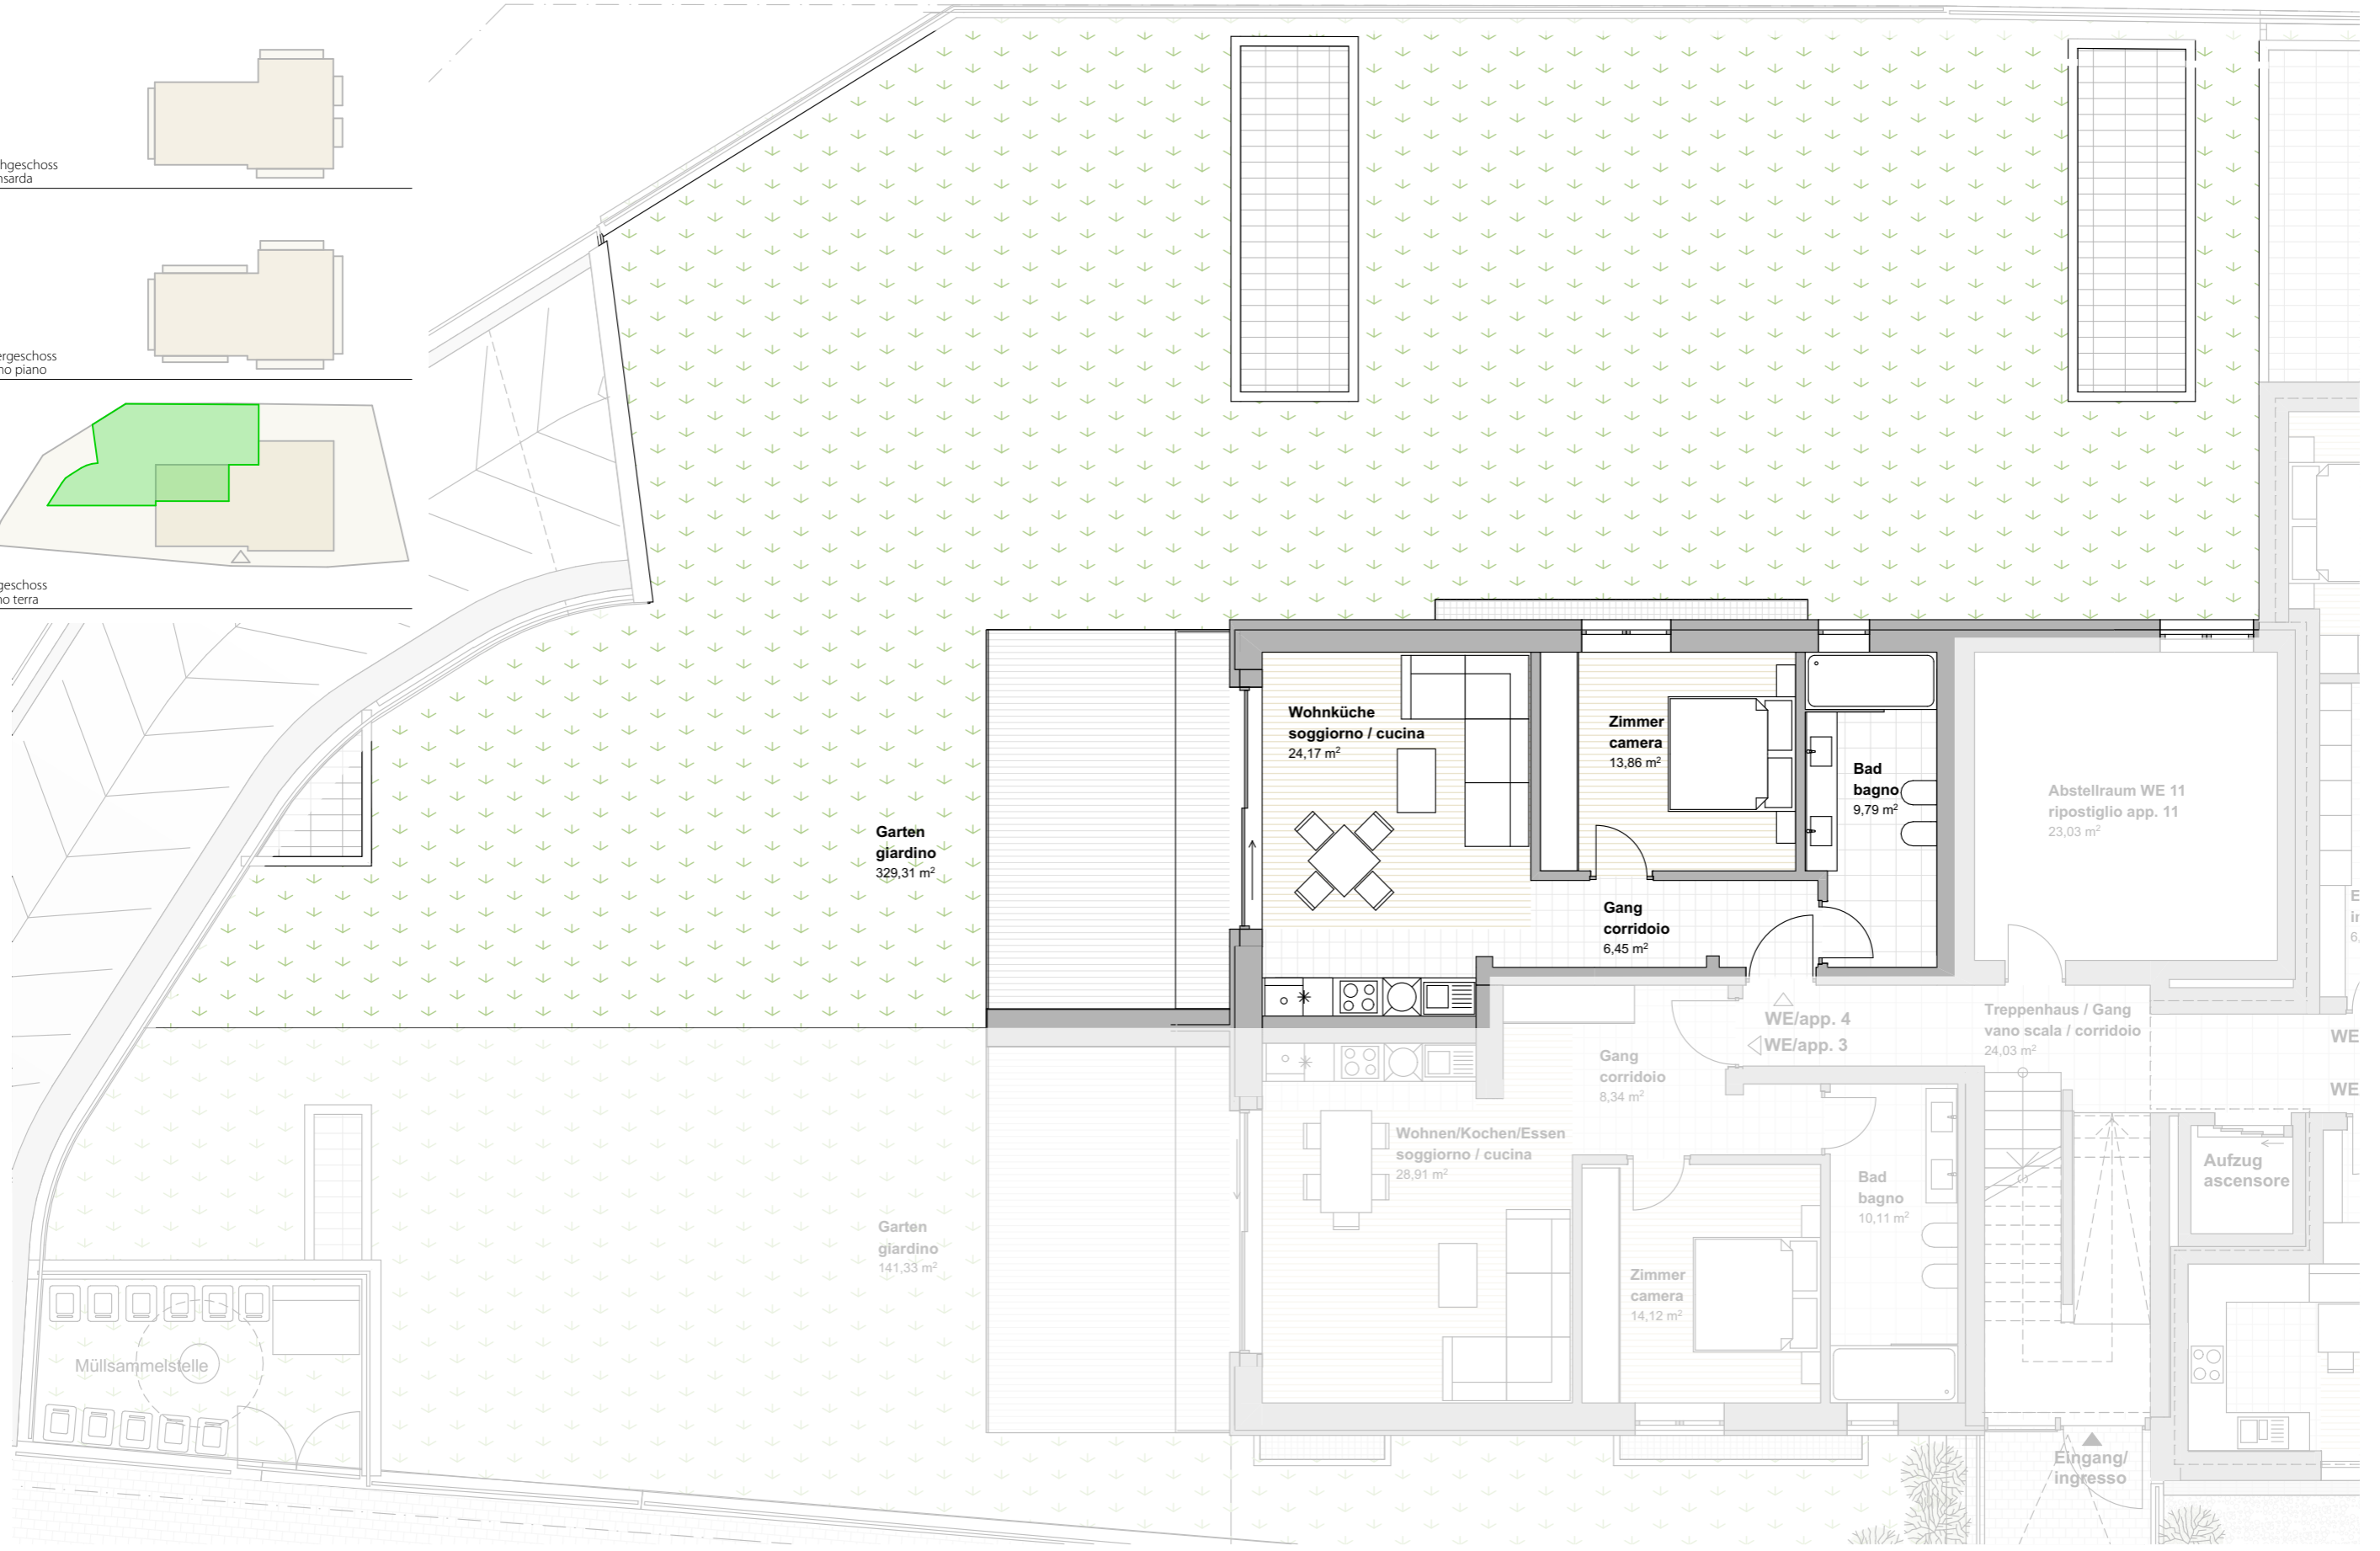 hgeschoss
nsarda
ergeschoss
no piano
geschoss
no terra
Wohnküche
soggiorno / cucina
24,17 m²
Zimmer
camera
13,86 m²
Bad
bagno
9,79 m²
Abstellraum WE 11
ripostiglio app. 11
23,03 m²
Garten
giardino
329,31 m²
Gang
corridoio
6,45 m²
WE/app. 4
WE/app. 3
Treppenhaus / Gang
vano scala / corridoio
24,03 m²
WE
WE
Gang
corridoio
8,34 m²
Wohnen/Kochen/Essen
soggiorno / cucina
28,91 m²
Bad
bagno
10,11 m²
Aufzug
ascensore
Garten
giardino
141,33 m²
Zimmer
camera
14,12 m²
Müllsammelstelle
Eingang/
ingresso